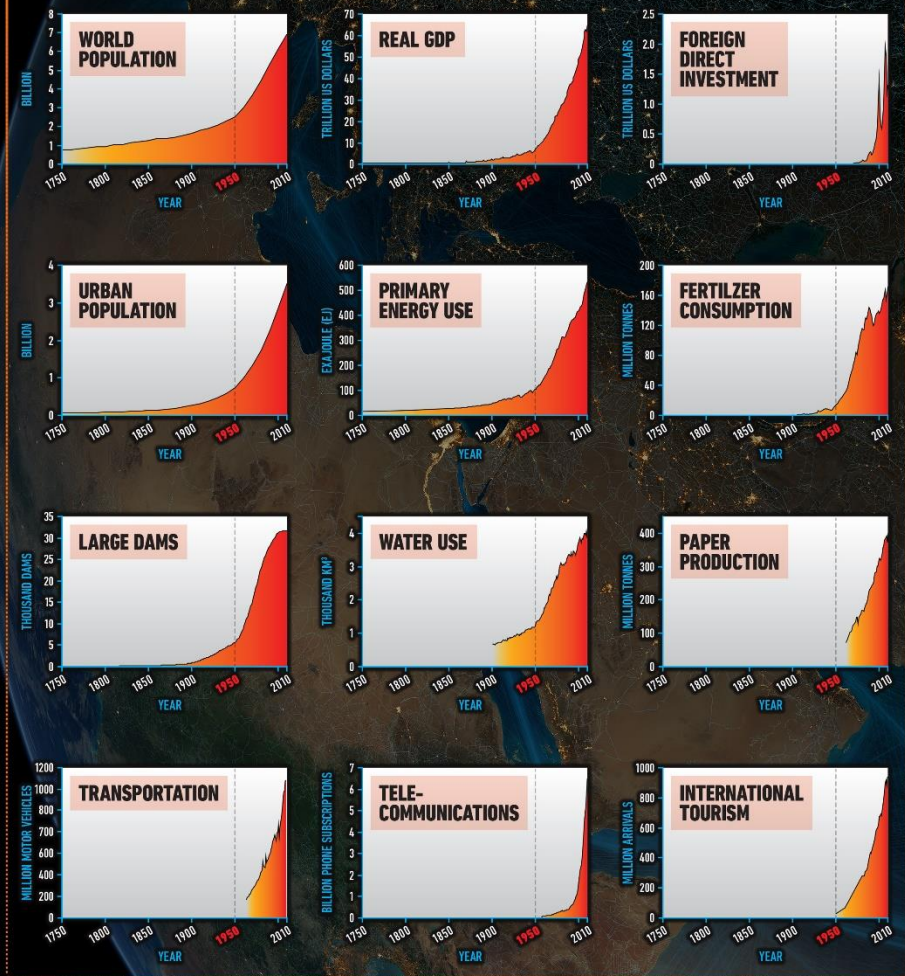 WORLD
POPULATION
BILLION
8
7
6
5
4
3
2
1
0
1750 1800 1850 1900 1950 2010
YEAR
REAL GDP
TRILLION US DOLLARS
70
60
50
40
30
20
10
0
1750 1800 1850 1900 1950 2010
YEAR
FOREIGN
DIRECT
INVESTMENT
TRILLION US DOLLARS
2.5
2.0
1.5
1.0
0.5
0
1750 1800 1850 1900 1950 2010
YEAR
URBAN
POPULATION
BILLION
4
3
2
1
0
1750 1800 1850 1900 1950 2010
YEAR
PRIMARY
ENERGY USE
EXAJOULE (EJ)
600
500
400
300
200
100
0
1750 1800 1850 1900 1950 2010
YEAR
FERTILZER
CONSUMPTION
MILLION TONNES
200
160
120
80
40
0
1750 1800 1850 1900 1950 2010
YEAR
LARGE DAMS
THOUSAND DAMS
35
30
25
20
15
10
5
0
1750 1800 1850 1900 1950 2010
YEAR
WATER USE
THOUSAND KM³
4
3
2
1
0
1750 1800 1850 1900 1950 2010
YEAR
PAPER
PRODUCTION
MILLION TONNES
400
300
200
100
0
1750 1800 1850 1900 1950 2010
YEAR
TRANSPORTATION
MILLION MOTOR VEHICLES
1200
1000
800
700
600
400
200
0
1750 1800 1850 1900 1950 2010
YEAR
TELE-
COMMUNICATIONS
BILLION PHONE SUBSCRIPTIONS
7
6
5
4
3
2
1
0
1750 1800 1850 1900 1950 2010
YEAR
INTERNATIONAL
TOURISM
MILLION ARRIVALS
1000
800
600
400
200
0
1750 1800 1850 1900 1950 2010
YEAR